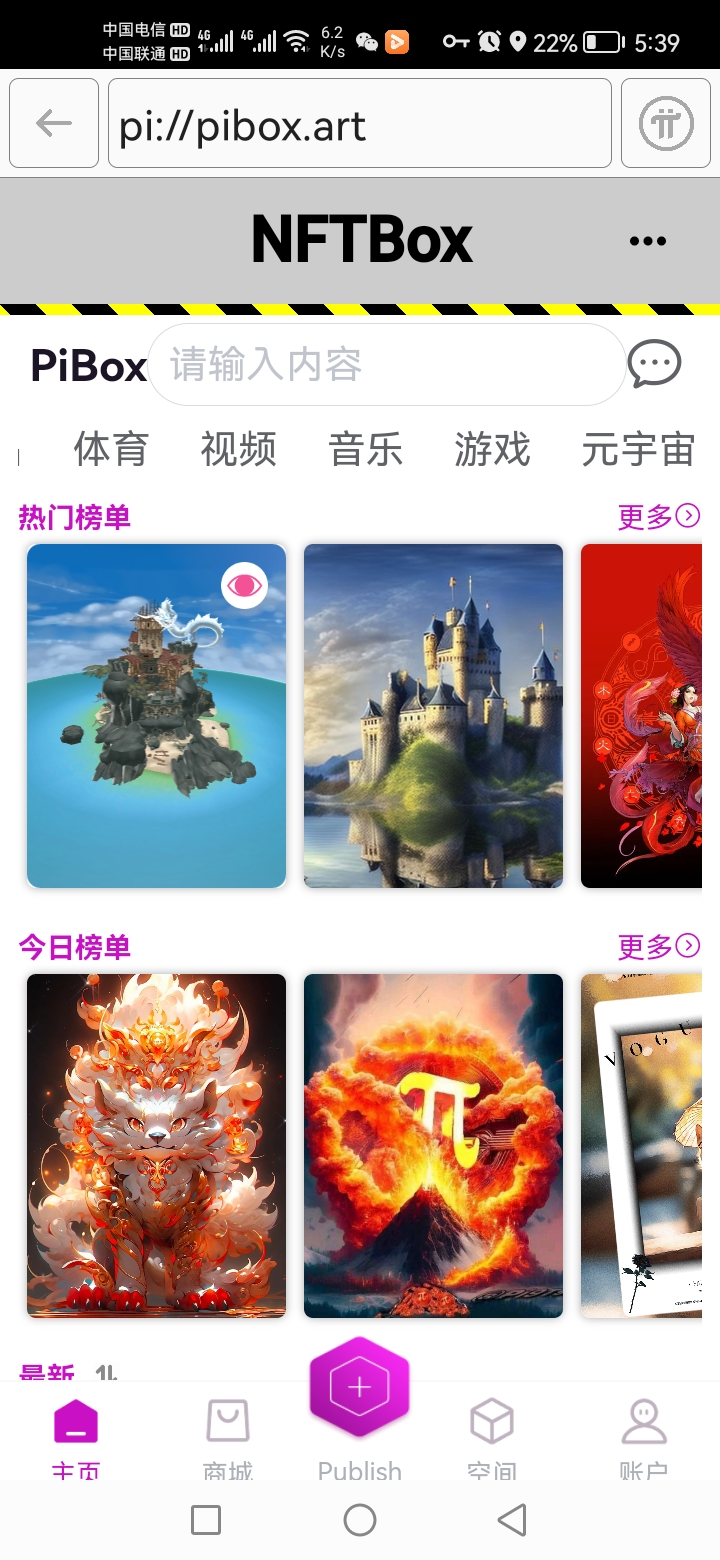 中国电信 HD 4G 4G 6.2 K/s 22% 5:39
中国联通 HD
pi://pibox.art
NFTBox
PiBox 请输入内容
体育 视频 音乐 游戏 元宇宙
热门榜单 更多
木
火
今日榜单 更多
VOGU
π
最新
主页 商城 Publish 空间 账户